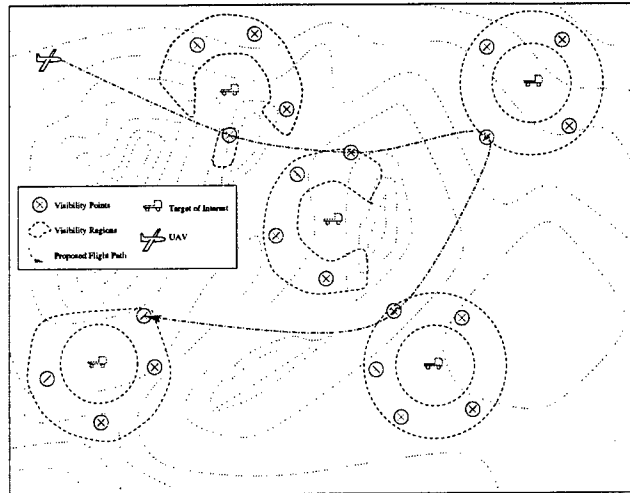 Visibility Points
Target of Interest
Visibility Regions
UAV
Proposed Flight Path